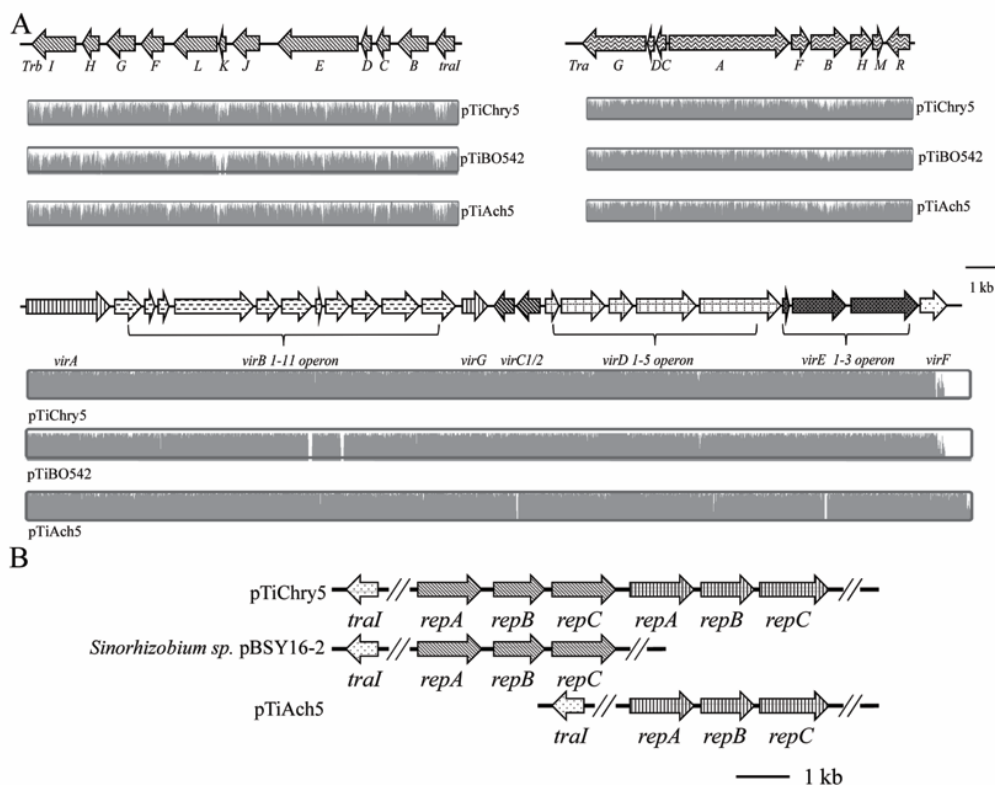 A
Trb I H G F L K J E D C B traI
Tra G D C A F B H M R
pTiChry5 pTiChry5
pTiBO542 pTiBO542
pTiAch5 pTiAch5
1 kb
virA virB 1-11 operon virG virC1/2 virD 1-5 operon virE 1-3 operon virF
pTiChry5
pTiBO542
pTiAch5
B
pTiChry5
traI repA repB repC repA repB repC
Sinorhizobium sp. pBSY16-2
traI repA repB repC
pTiAch5
traI repA repB repC
1 kb